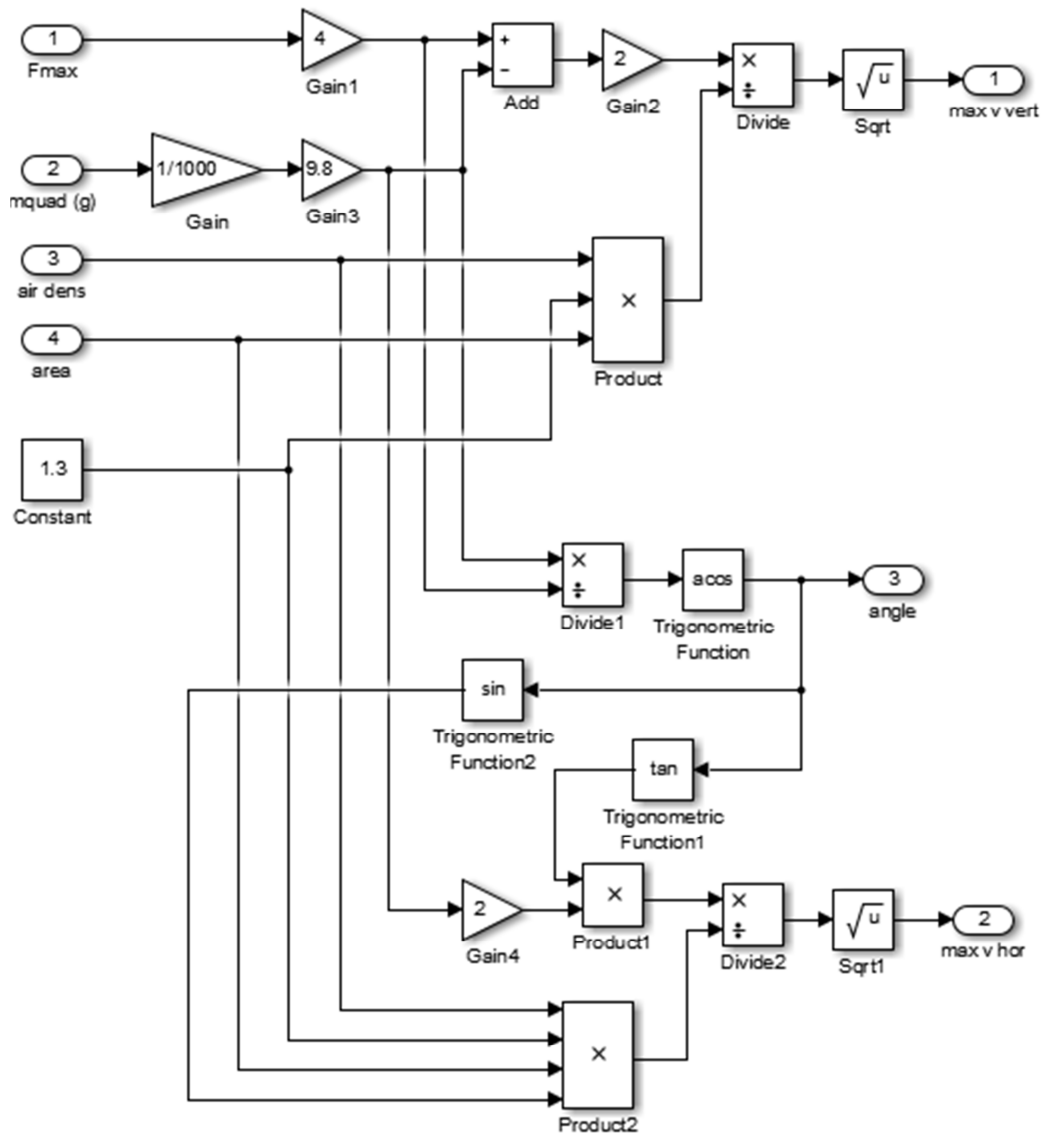 1
Fmax
4
Gain1
+
−
Add
2
Gain2
×
÷
Divide
√u
Sqrt
1
max v vert
2
mquad (g)
1/1000
Gain
9.8
Gain3
3
air dens
4
area
×
Product
1.3
Constant
×
÷
Divide1
acos
Trigonometric
Function
3
angle
sin
Trigonometric
Function2
tan
Trigonometric
Function1
2
Gain4
×
Product1
×
÷
Divide2
√u
Sqrt1
2
max v hor
×
Product2